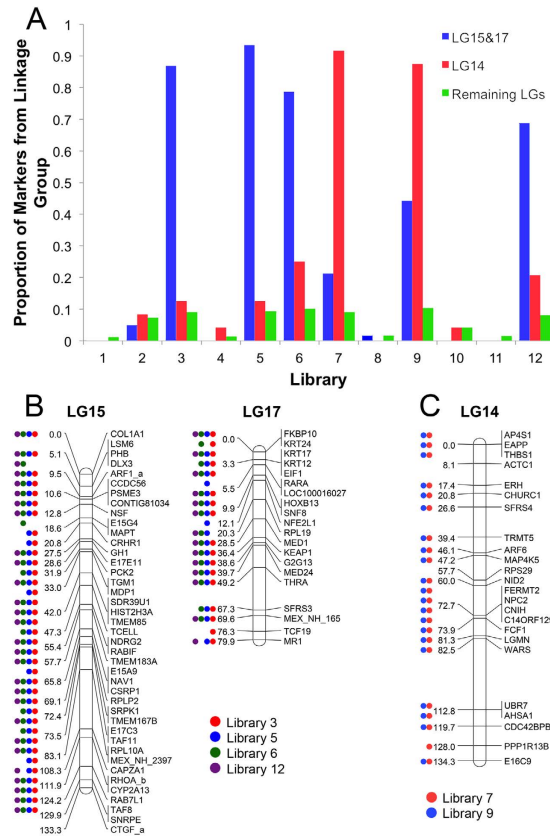 A
LG15&17
LG14
Remaining LGs
Proportion of Markers from Linkage
Group
1
0.9
0.8
0.7
0.6
0.5
0.4
0.3
0.2
0.1
0
1 2 3 4 5 6 7 8 9 10 11 12
Library
B
LG15
0.0
5.1
9.5
10.6
12.8
18.6
20.8
27.5
28.6
31.9
33.0
42.0
47.3
55.4
57.7
65.8
69.1
72.4
73.5
83.1
108.3
111.9
124.2
129.9
133.3
COL1A1
LSM6
PHB
DLX3
ARF1_a
CCDC56
PSME3
CONTIG81034
NSF
E15G4
MAPT
CRHR1
GH1
E17E11
PCK2
TGM1
MDP1
SDR39U1
HIST2H3A
TMEM85
TCELL
NDRG2
RABIF
TMEM183A
E15A9
NAV1
CSRP1
RPLP2
SRPK1
TMEM167B
E17C3
TAF11
RPL10A
MEX_NH_2397
CAPZA1
RHOA_b
CYP2A13
RAB7L1
TAF8
SNRPE
CTGF_a
LG17
0.0
3.3
5.5
9.9
12.1
20.3
28.5
36.4
38.6
39.7
49.2
67.3
69.6
76.3
79.9
FKBP10
KRT24
KRT17
KRT12
EIF1
RARA
LOC100016027
HOXB13
SNF8
NFE2L1
RPL19
MED1
KEAP1
G2G13
MED24
THRA
SFRS3
MEX_NH_165
TCF19
MR1
Library 3
Library 5
Library 6
Library 12
C
LG14
0.0
8.1
17.4
20.8
26.6
39.4
46.1
47.2
57.7
60.0
72.7
73.9
81.3
82.5
112.8
119.7
128.0
134.3
AP4S1
EAPP
THBS1
ACTC1
ERH
CHURC1
SFRS4
TRMT5
ARF6
MAP4K5
RPS29
NID2
FERMT2
NPC2
CNIH
C14ORF129
FCF1
LGMN
WARS
UBR7
AHSA1
CDC42BPB
PPP1R13B
E16C9
Library 7
Library 9